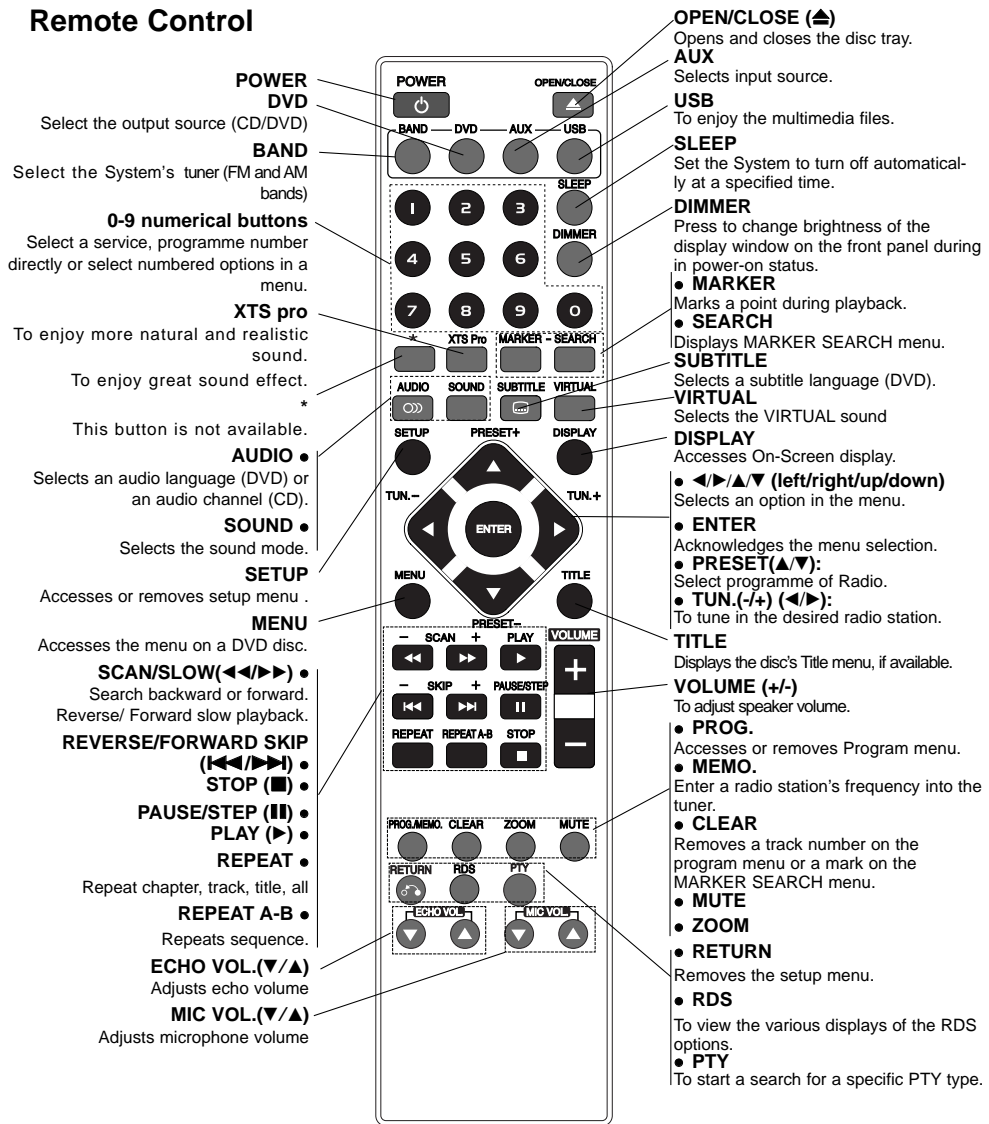 Remote Control
POWER
DVD
Select the output source (CD/DVD)
BAND
Select the System's tuner (FM and AM
bands)
0-9 numerical buttons
Select a service, programme number
directly or select numbered options in a
menu.
XTS pro
To enjoy more natural and realistic
sound.
To enjoy great sound effect.
*
This button is not available.
AUDIO ●
Selects an audio language (DVD) or
an audio channel (CD).
SOUND ●
Selects the sound mode.
SETUP
Accesses or removes setup menu .
MENU
Accesses the menu on a DVD disc.
SCAN/SLOW(◄◄/►►) ●
Search backward or forward.
Reverse/ Forward slow playback.
REVERSE/FORWARD SKIP
(I◄◄/►►I) ●
STOP (■) ●
PAUSE/STEP (II) ●
PLAY (►) ●
REPEAT ●
Repeat chapter, track, title, all
REPEAT A-B ●
Repeats sequence.
ECHO VOL.(▼/▲)
Adjusts echo volume
MIC VOL.(▼/▲)
Adjusts microphone volume
POWER OPEN/CLOSE
BAND DVD AUX USB
SLEEP
1 2 3
DIMMER
4 5 6
7 8 9 0
* XTS Pro MARKER – SEARCH
AUDIO SOUND SUBTITLE VIRTUAL
SETUP PRESET+ DISPLAY
TUN.– TUN.+
ENTER
MENU TITLE
PRESET–
– SCAN + PLAY VOLUME
+
– SKIP + PAUSE/STEP
REPEAT REPEAT A-B STOP
–
PROG./MEMO. CLEAR ZOOM MUTE
RETURN RDS PTY
ECHO VOL. MIC VOL.
OPEN/CLOSE (⏏)
Opens and closes the disc tray.
AUX
Selects input source.
USB
To enjoy the multimedia files.
SLEEP
Set the System to turn off automatical-
ly at a specified time.
DIMMER
Press to change brightness of the
display window on the front panel during
in power-on status.
● MARKER
Marks a point during playback.
● SEARCH
Displays MARKER SEARCH menu.
SUBTITLE
Selects a subtitle language (DVD).
VIRTUAL
Selects the VIRTUAL sound
DISPLAY
Accesses On-Screen display.
● ◄/►/▲/▼ (left/right/up/down)
Selects an option in the menu.
● ENTER
Acknowledges the menu selection.
● PRESET(▲/▼):
Select programme of Radio.
● TUN.(-/+) (◄/►):
To tune in the desired radio station.
TITLE
Displays the disc's Title menu, if available.
VOLUME (+/-)
To adjust speaker volume.
● PROG.
Accesses or removes Program menu.
● MEMO.
Enter a radio station's frequency into the
tuner.
● CLEAR
Removes a track number on the
program menu or a mark on the
MARKER SEARCH menu.
● MUTE
● ZOOM
● RETURN
Removes the setup menu.
● RDS
To view the various displays of the RDS
options.
● PTY
To start a search for a specific PTY type.